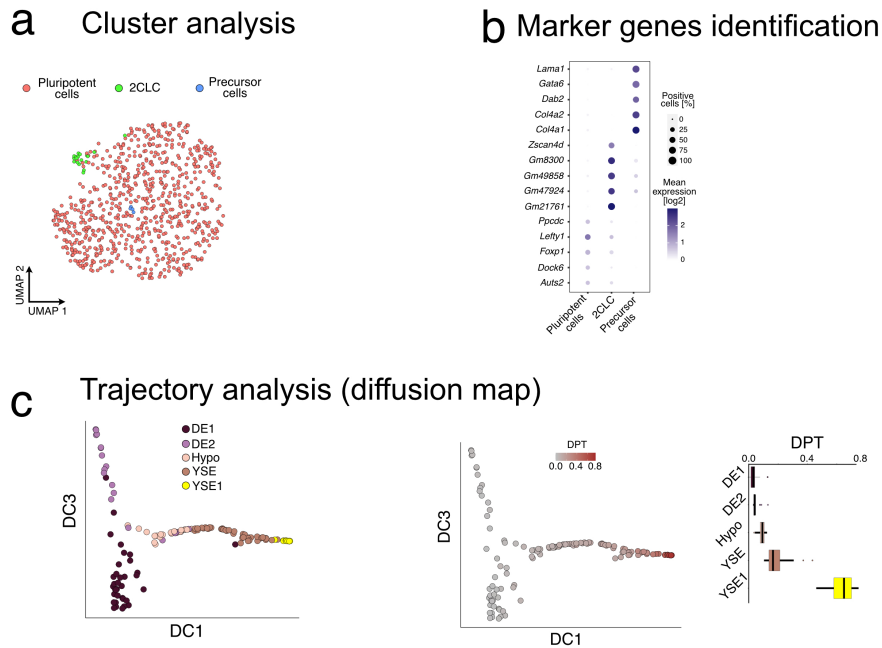 a Cluster analysis
Pluripotent
cells
2CLC
Precursor
cells
UMAP 2
UMAP 1
b Marker genes identification
Lama1
Gata6
Dab2
Col4a2
Col4a1
Zscan4d
Gm8300
Gm49858
Gm47924
Gm21761
Ppcdc
Lefty1
Foxp1
Dock6
Auts2
Pluripotent
cells
2CLC
Precursor
cells
Positive
cells [%]
0
25
50
75
100
Mean
expression
[log2]
2
1
0
c Trajectory analysis (diffusion map)
DE1
DE2
Hypo
YSE
YSE1
DC3
DC1
DPT
0.0 0.4 0.8
DC3
DC1
DPT
0.0 0.4 0.8
DE1
DE2
Hypo
YSE
YSE1